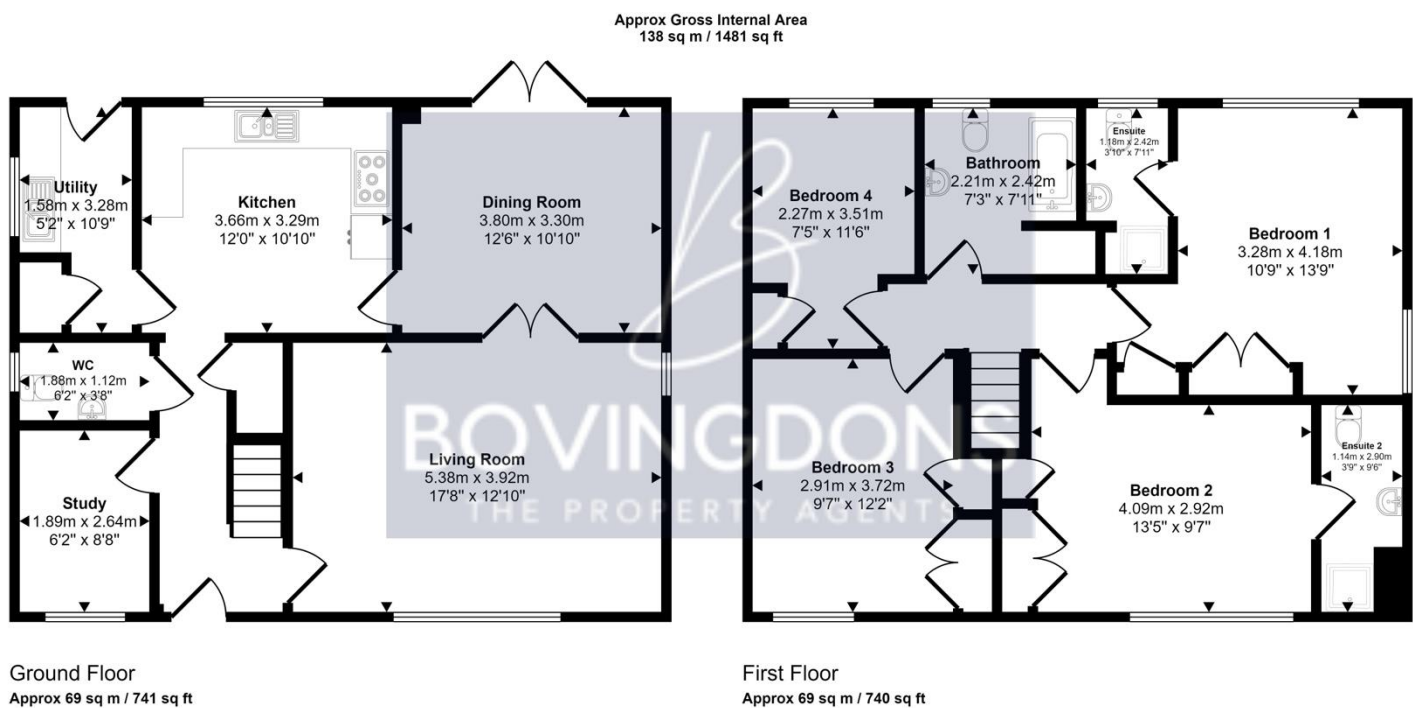 Approx Gross Internal Area
138 sq m / 1481 sq ft
Utility
1.58m x 3.28m
5'2" x 10'9"
Kitchen
3.66m x 3.29m
12'0" x 10'10"
Dining Room
3.80m x 3.30m
12'6" x 10'10"
WC
1.88m x 1.12m
6'2" x 3'8"
Study
1.89m x 2.64m
6'2" x 8'8"
Living Room
5.38m x 3.92m
17'8" x 12'10"
Bedroom 4
2.27m x 3.51m
7'5" x 11'6"
Bathroom
2.21m x 2.42m
7'3" x 7'11"
Ensuite
1.18m x 2.42m
3'10" x 7'11"
Bedroom 1
3.28m x 4.18m
10'9" x 13'9"
Bedroom 3
2.91m x 3.72m
9'7" x 12'2"
Bedroom 2
4.09m x 2.92m
13'5" x 9'7"
Ensuite 2
1.14m x 2.90m
3'9" x 9'6"
B
BOVINGDONS
THE PROPERTY AGENTS
Ground Floor
Approx 69 sq m / 741 sq ft
First Floor
Approx 69 sq m / 740 sq ft